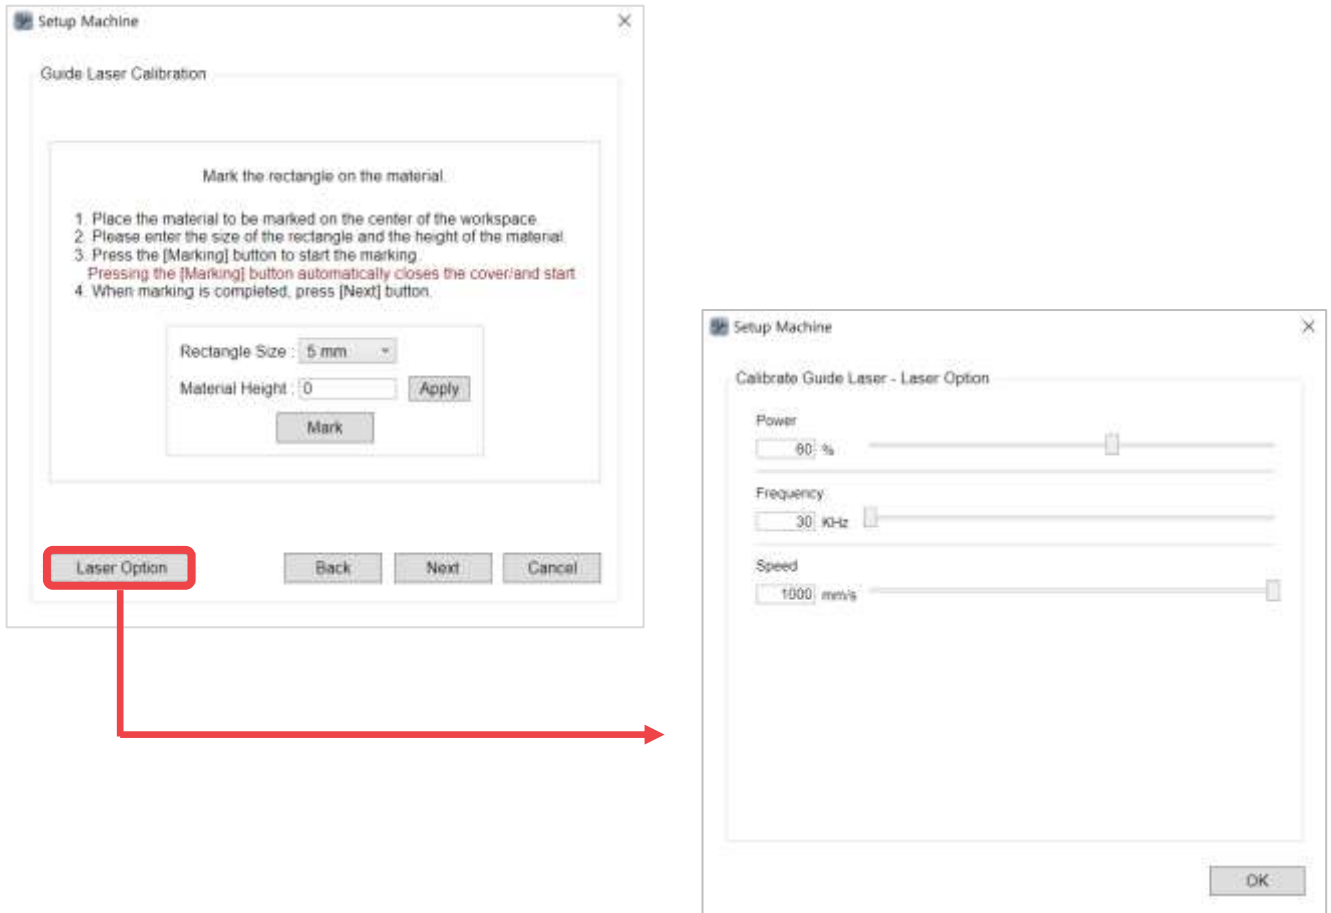 Setup Machine
Guide Laser Calibration
Mark the rectangle on the material.
1. Place the material to be marked on the center of the workspace.
2. Please enter the size of the rectangle and the height of the material.
3. Press the [Marking] button to start the marking.
Pressing the [Marking] button automatically closes the cover/and start
4. When marking is completed, press [Next] button.
Rectangle Size : 5 mm
Material Height : 0 Apply
Mark
Laser Option Back Next Cancel
Setup Machine
Calibrate Guide Laser - Laser Option
Power
60 %
Frequency
30 KHz
Speed
1000 mm/s
OK